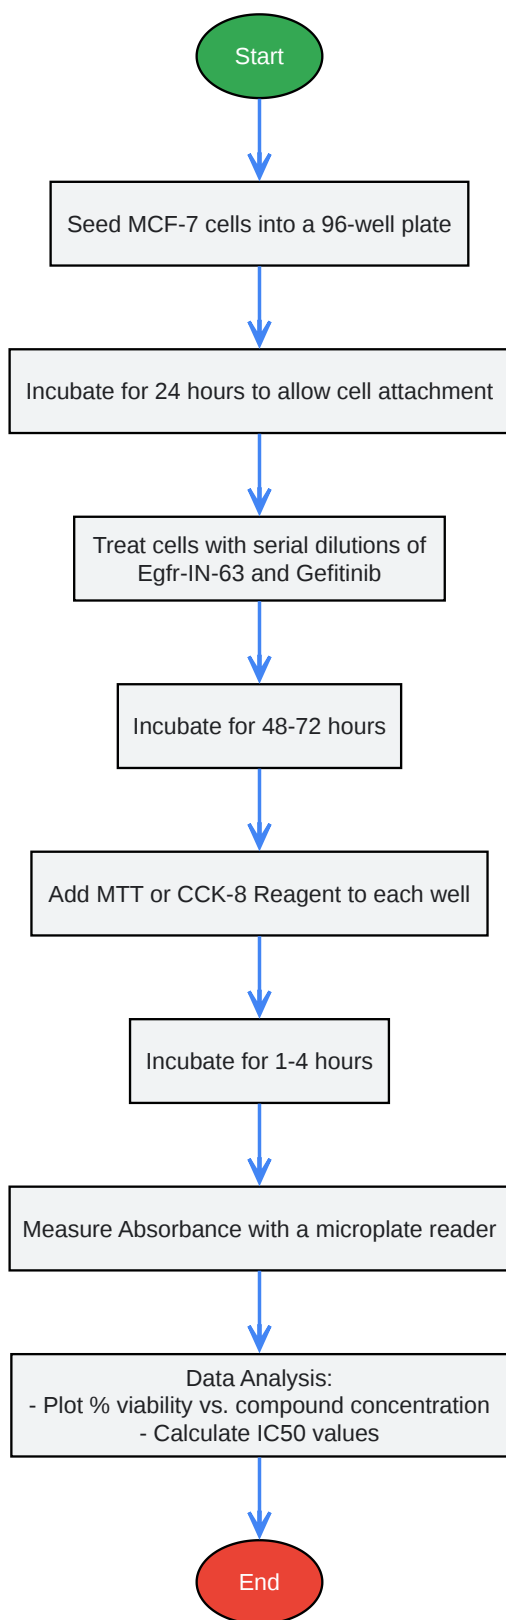 Start
Seed MCF-7 cells into a 96-well plate
Incubate for 24 hours to allow cell attachment
Treat cells with serial dilutions of
Egfr-IN-63 and Gefitinib
Incubate for 48-72 hours
Add MTT or CCK-8 Reagent to each well
Incubate for 1-4 hours
Measure Absorbance with a microplate reader
Data Analysis:
- Plot % viability vs. compound concentration
- Calculate IC50 values
End